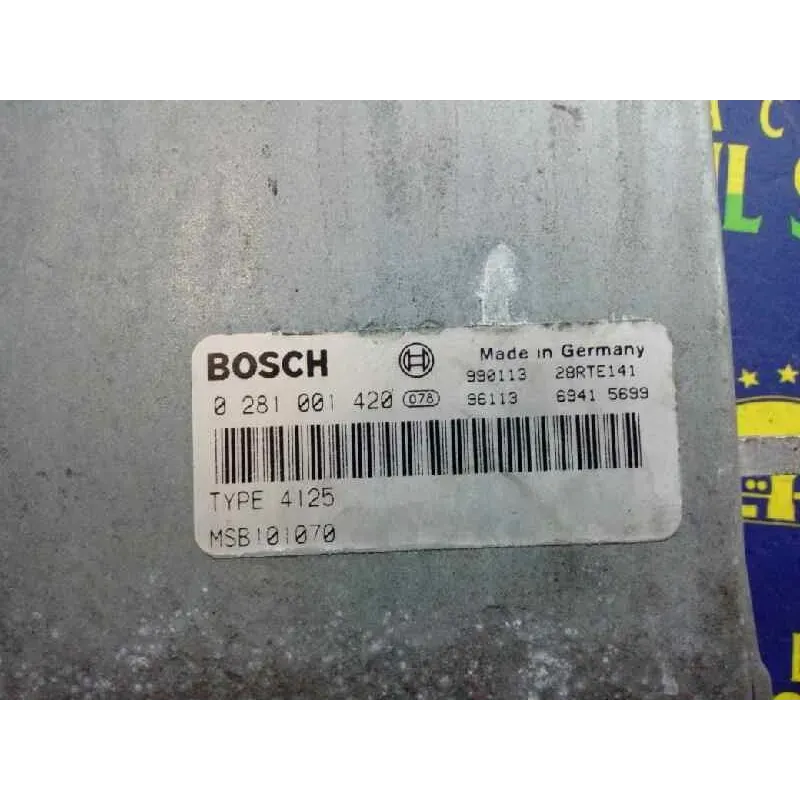 BOSCH
Made in Germany
990113 28RTE141
0 281 001 420 078 96113 6941 5699
TYPE 4125
MSB101070